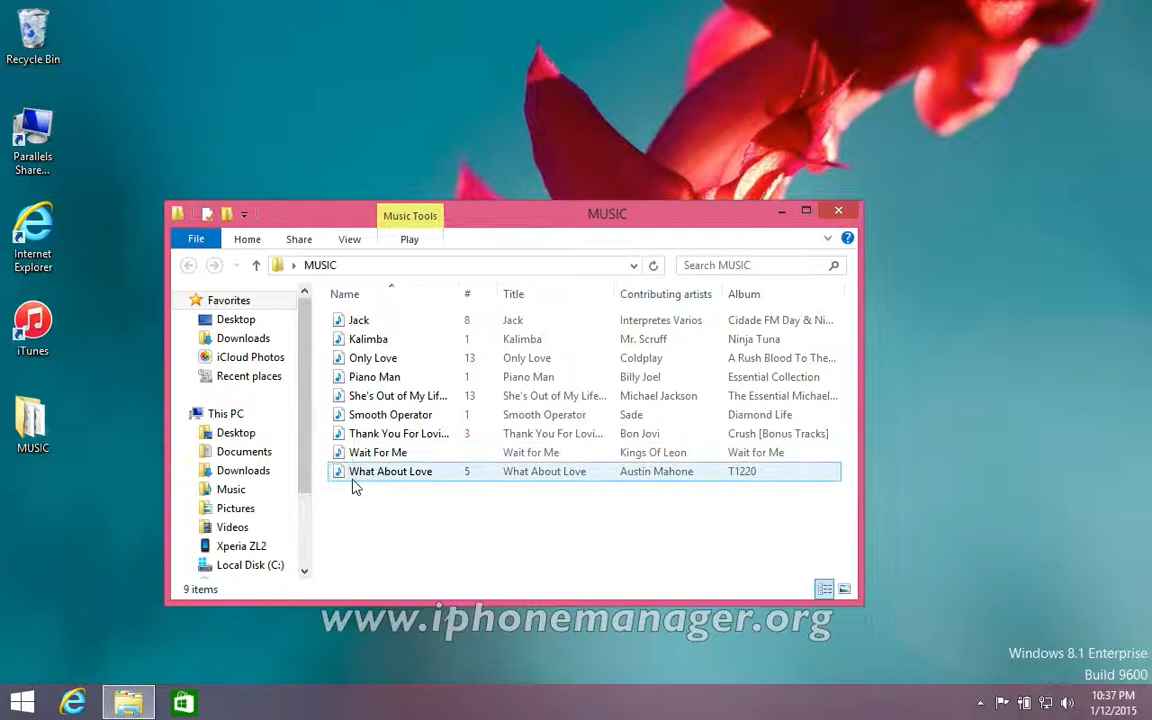 Recycle Bin
Parallels
Share...
Internet
Explorer
iTunes
MUSIC
Music Tools
MUSIC
File Home Share View Play
MUSIC Search MUSIC
Name # Title Contributing artists Album
Favorites
Desktop
Downloads
iCloud Photos
Recent places
This PC
Desktop
Documents
Downloads
Music
Pictures
Videos
Xperia ZL2
Local Disk (C:)
Jack 8 Jack Interpretes Varios Cidade FM Day & Ni...
Kalimba 1 Kalimba Mr. Scruff Ninja Tuna
Only Love 13 Only Love Coldplay A Rush Blood To The...
Piano Man 1 Piano Man Billy Joel Essential Collection
She's Out of My Life... 13 She's Out of My Life... Michael Jackson The Essential Michael...
Smooth Operator 1 Smooth Operator Sade Diamond Life
Thank You For Lovi... 3 Thank You For Lovi... Bon Jovi Crush [Bonus Tracks]
Wait For Me Wait for Me Kings Of Leon Wait for Me
What About Love 5 What About Love Austin Mahone T1220
9 items
www.iphonemanager.org
Windows 8.1 Enterprise
Build 9600
10:37 PM
1/12/2015